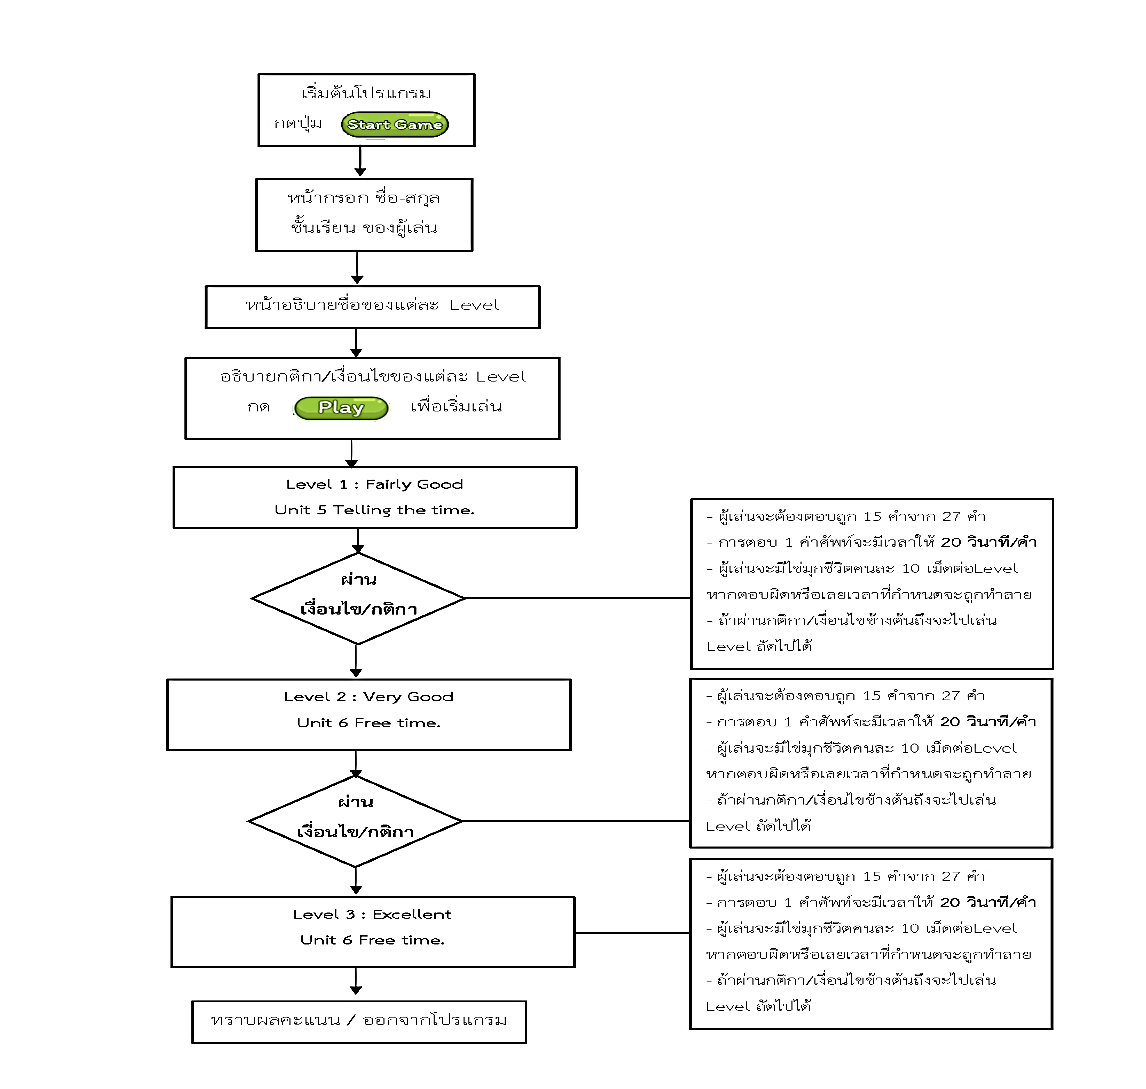 เริ่มต้นโปรแกรม
กดปุ่ม Start Game
หน้ากรอก ชื่อ-สกุล
ชั้นเรียน ของผู้เล่น
หน้าอธิบายชื่อของแต่ละ Level
อธิบายกติกา/เงื่อนไขของแต่ละ Level
กด Play เพื่อเริ่มเล่น
Level 1 : Fairly Good
Unit 5 Telling the time.
ผ่าน
เงื่อนไข/กติกา
- ผู้เล่นจะต้องตอบถูก 15 คำจาก 27 คำ
- การตอบ 1 คำศัพท์จะมีเวลาให้ 20 วินาที/คำ
- ผู้เล่นจะมีไข่มุกชีวิตคนละ 10 เม็ดต่อLevel
หากตอบผิดหรือเลยเวลาที่กำหนดจะถูกทำลาย
- ถ้าผ่านกติกา/เงื่อนไขข้างต้นถึงจะไปเล่น
Level ถัดไปได้
Level 2 : Very Good
Unit 6 Free time.
ผ่าน
เงื่อนไข/กติกา
- ผู้เล่นจะต้องตอบถูก 15 คำจาก 27 คำ
- การตอบ 1 คำศัพท์จะมีเวลาให้ 20 วินาที/คำ
ผู้เล่นจะมีไข่มุกชีวิตคนละ 10 เม็ดต่อLevel
หากตอบผิดหรือเลยเวลาที่กำหนดจะถูกทำลาย
- ถ้าผ่านกติกา/เงื่อนไขข้างต้นถึงจะไปเล่น
Level ถัดไปได้
Level 3 : Excellent
Unit 6 Free time.
- ผู้เล่นจะต้องตอบถูก 15 คำจาก 27 คำ
- การตอบ 1 คำศัพท์จะมีเวลาให้ 20 วินาที/คำ
- ผู้เล่นจะมีไข่มุกชีวิตคนละ 10 เม็ดต่อLevel
หากตอบผิดหรือเลยเวลาที่กำหนดจะถูกทำลาย
- ถ้าผ่านกติกา/เงื่อนไขข้างต้นถึงจะไปเล่น
Level ถัดไปได้
ทราบผลคะแนน / ออกจากโปรแกรม